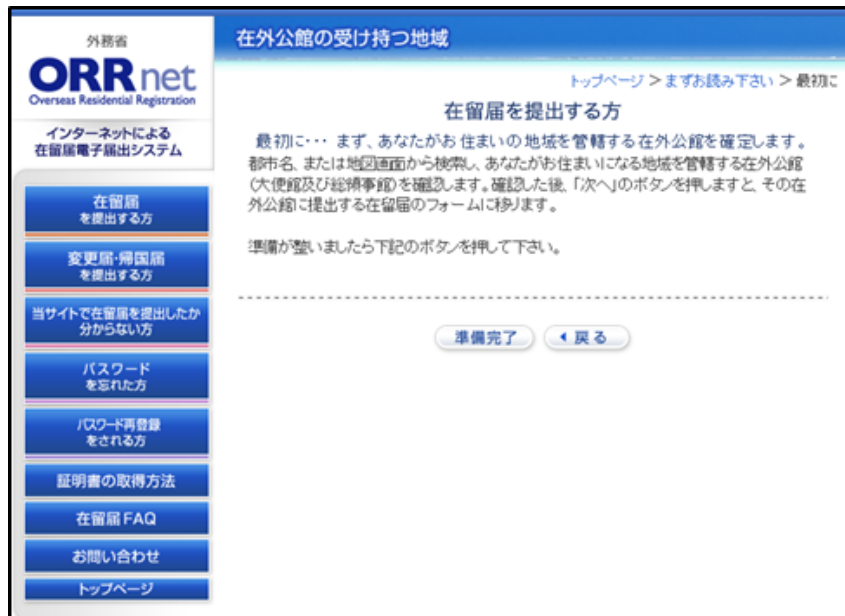 外務省
ORRnet
Overseas Residential Registration
インターネットによる
在留届電子届出システム
在留届
を提出する方
変更届・帰国届
を提出する方
当サイトで在留届を提出したか
分からない方
パスワード
を忘れた方
パスワード再登録
をされる方
証明書の取得方法
在留届FAQ
お問い合わせ
トップページ
在外公館の受け持つ地域
トップページ > まずお読み下さい > 最初に
在留届を提出する方
最初に・・・ まず、あなたがお住まいの地域を管轄する在外公館を確定します。
都市名、または地図画面から検索し、あなたがお住まいになる地域を管轄する在外公館
(大使館及び総領事館)を確認します。確認した後、「次へ」のボタンを押しますと、その在
外公館に提出する在留届のフォームに移ります。
準備が整いましたら下記のボタンを押して下さい。
準備完了
戻る